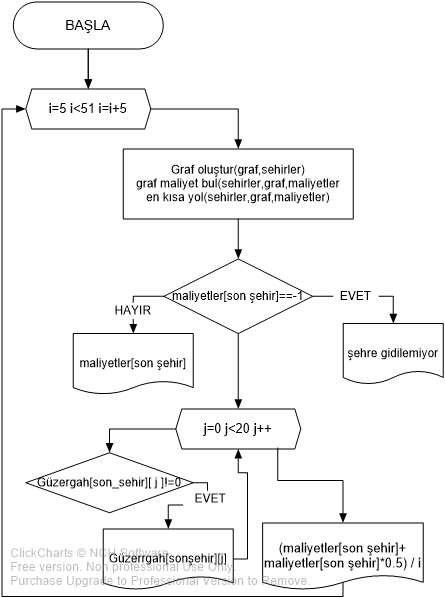 BAŞLA
i=5 i<51 i=i+5
Graf oluştur(graf,sehirler)
graf maliyet bul(sehirler,graf,maliyetler
en kısa yol(sehirler,graf,maliyetler)
maliyetler[son şehir]==-1
HAYIR
EVET
maliyetler[son şehir]
şehre gidilemiyor
j=0 j<20 j++
Güzergah[son_sehir][ j ]!=0
EVET
Güzerrgah[sonşehir][j]
(maliyetler[son şehir]+
maliyetler[son şehir]*0.5) / i
ClickCharts © NCH Software
Free version. Non professional Use Only.
Purchase Upgrade to Professional Version to Remove.